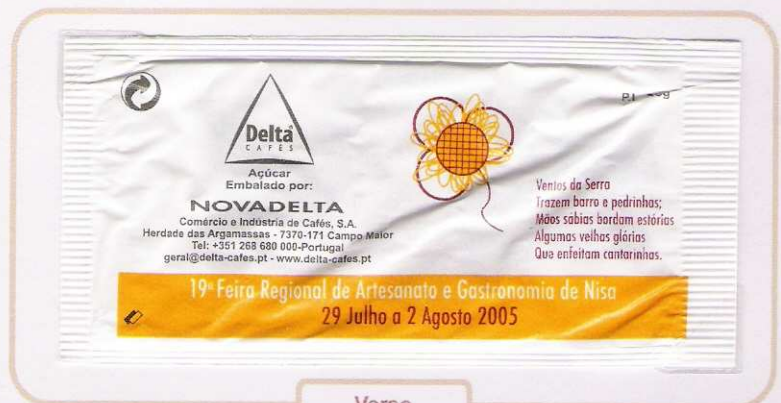 Delta
CAFÉS
Açúcar
Embalado por:
NOVADELTA
Comércio e Indústria de Cafés, S.A.
Herdade das Argamassas - 7370-171 Campo Maior
Tel: +351 268 680 000-Portugal
geral@delta-cafes.pt - www.delta-cafes.pt
Ventos da Serra
Trazem barro e pedrinhas;
Mãos sábias bordam estórias
Algumas velhas glórias
Que enfeitam cantarinhas.
19ª Feira Regional de Artesanato e Gastronomia de Nisa
29 Julho a 2 Agosto 2005